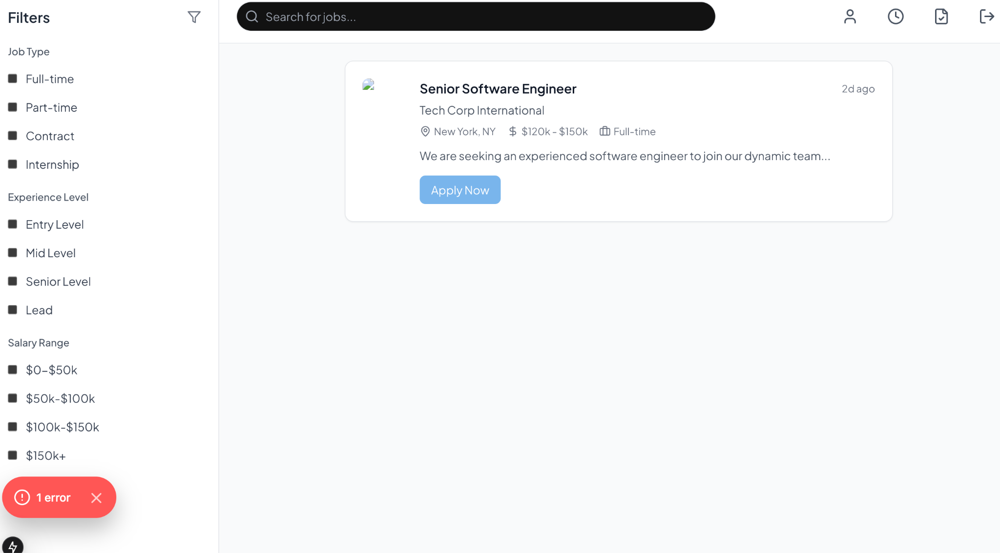 Filters
Job Type
Full-time
Part-time
Contract
Internship
Experience Level
Entry Level
Mid Level
Senior Level
Lead
Salary Range
$0–$50k
$50k-$100k
$100k-$150k
$150k+
1 error
Search for jobs...
Senior Software Engineer
2d ago
Tech Corp International
New York, NY $120k - $150k Full-time
We are seeking an experienced software engineer to join our dynamic team...
Apply Now